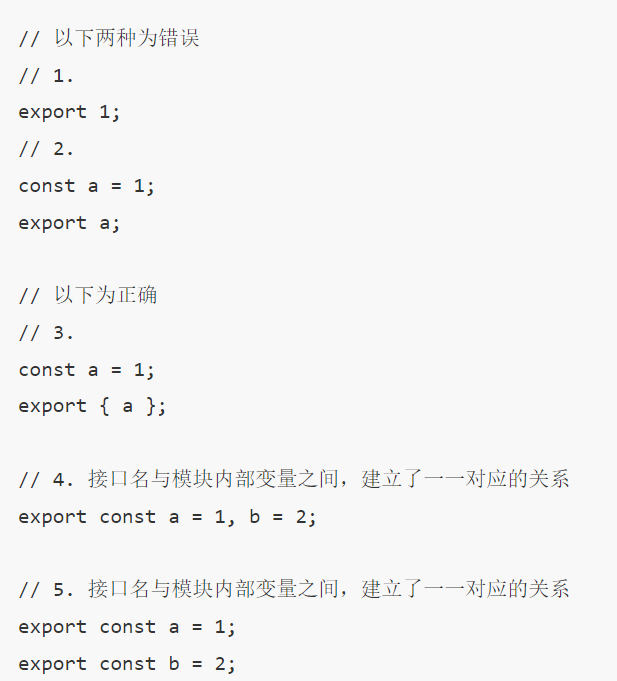 // 以下两种为错误
// 1.
export 1;
// 2.
const a = 1;
export a;
// 以下为正确
// 3.
const a = 1;
export { a };
// 4. 接口名与模块内部变量之间，建立了一一对应的关系
export const a = 1, b = 2;
// 5. 接口名与模块内部变量之间，建立了一一对应的关系
export const a = 1;
export const b = 2;